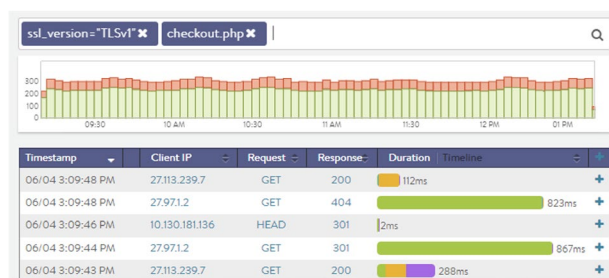 ssl_version="TLSv1"✖ checkout.php✖
300
200
100
0
09:30 10 AM 10:30 11 AM 11:30 12 PM 01 PM
Timestamp Client IP Request Response Duration Timeline +
06/04 3:09:48 PM 27.113.239.7 GET 200 112ms +
06/04 3:09:48 PM 27.97.1.2 GET 404 823ms +
06/04 3:09:46 PM 10.130.181.136 HEAD 301 2ms +
06/04 3:09:44 PM 27.97.1.2 GET 301 867ms +
06/04 3:09:43 PM 27.113.239.7 GET 200 288ms +